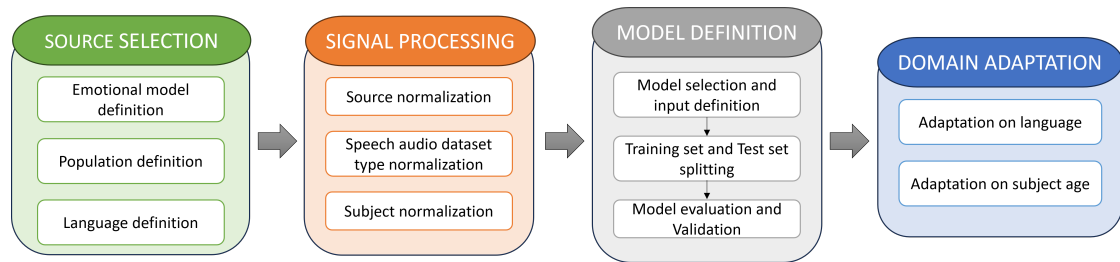 SOURCE SELECTION
Emotional model
definition
Population definition
Language definition
SIGNAL PROCESSING
Source normalization
Speech audio dataset
type normalization
Subject normalization
MODEL DEFINITION
Model selection and
input definition
Training set and Test set
splitting
Model evaluation and
Validation
DOMAIN ADAPTATION
Adaptation on language
Adaptation on subject age